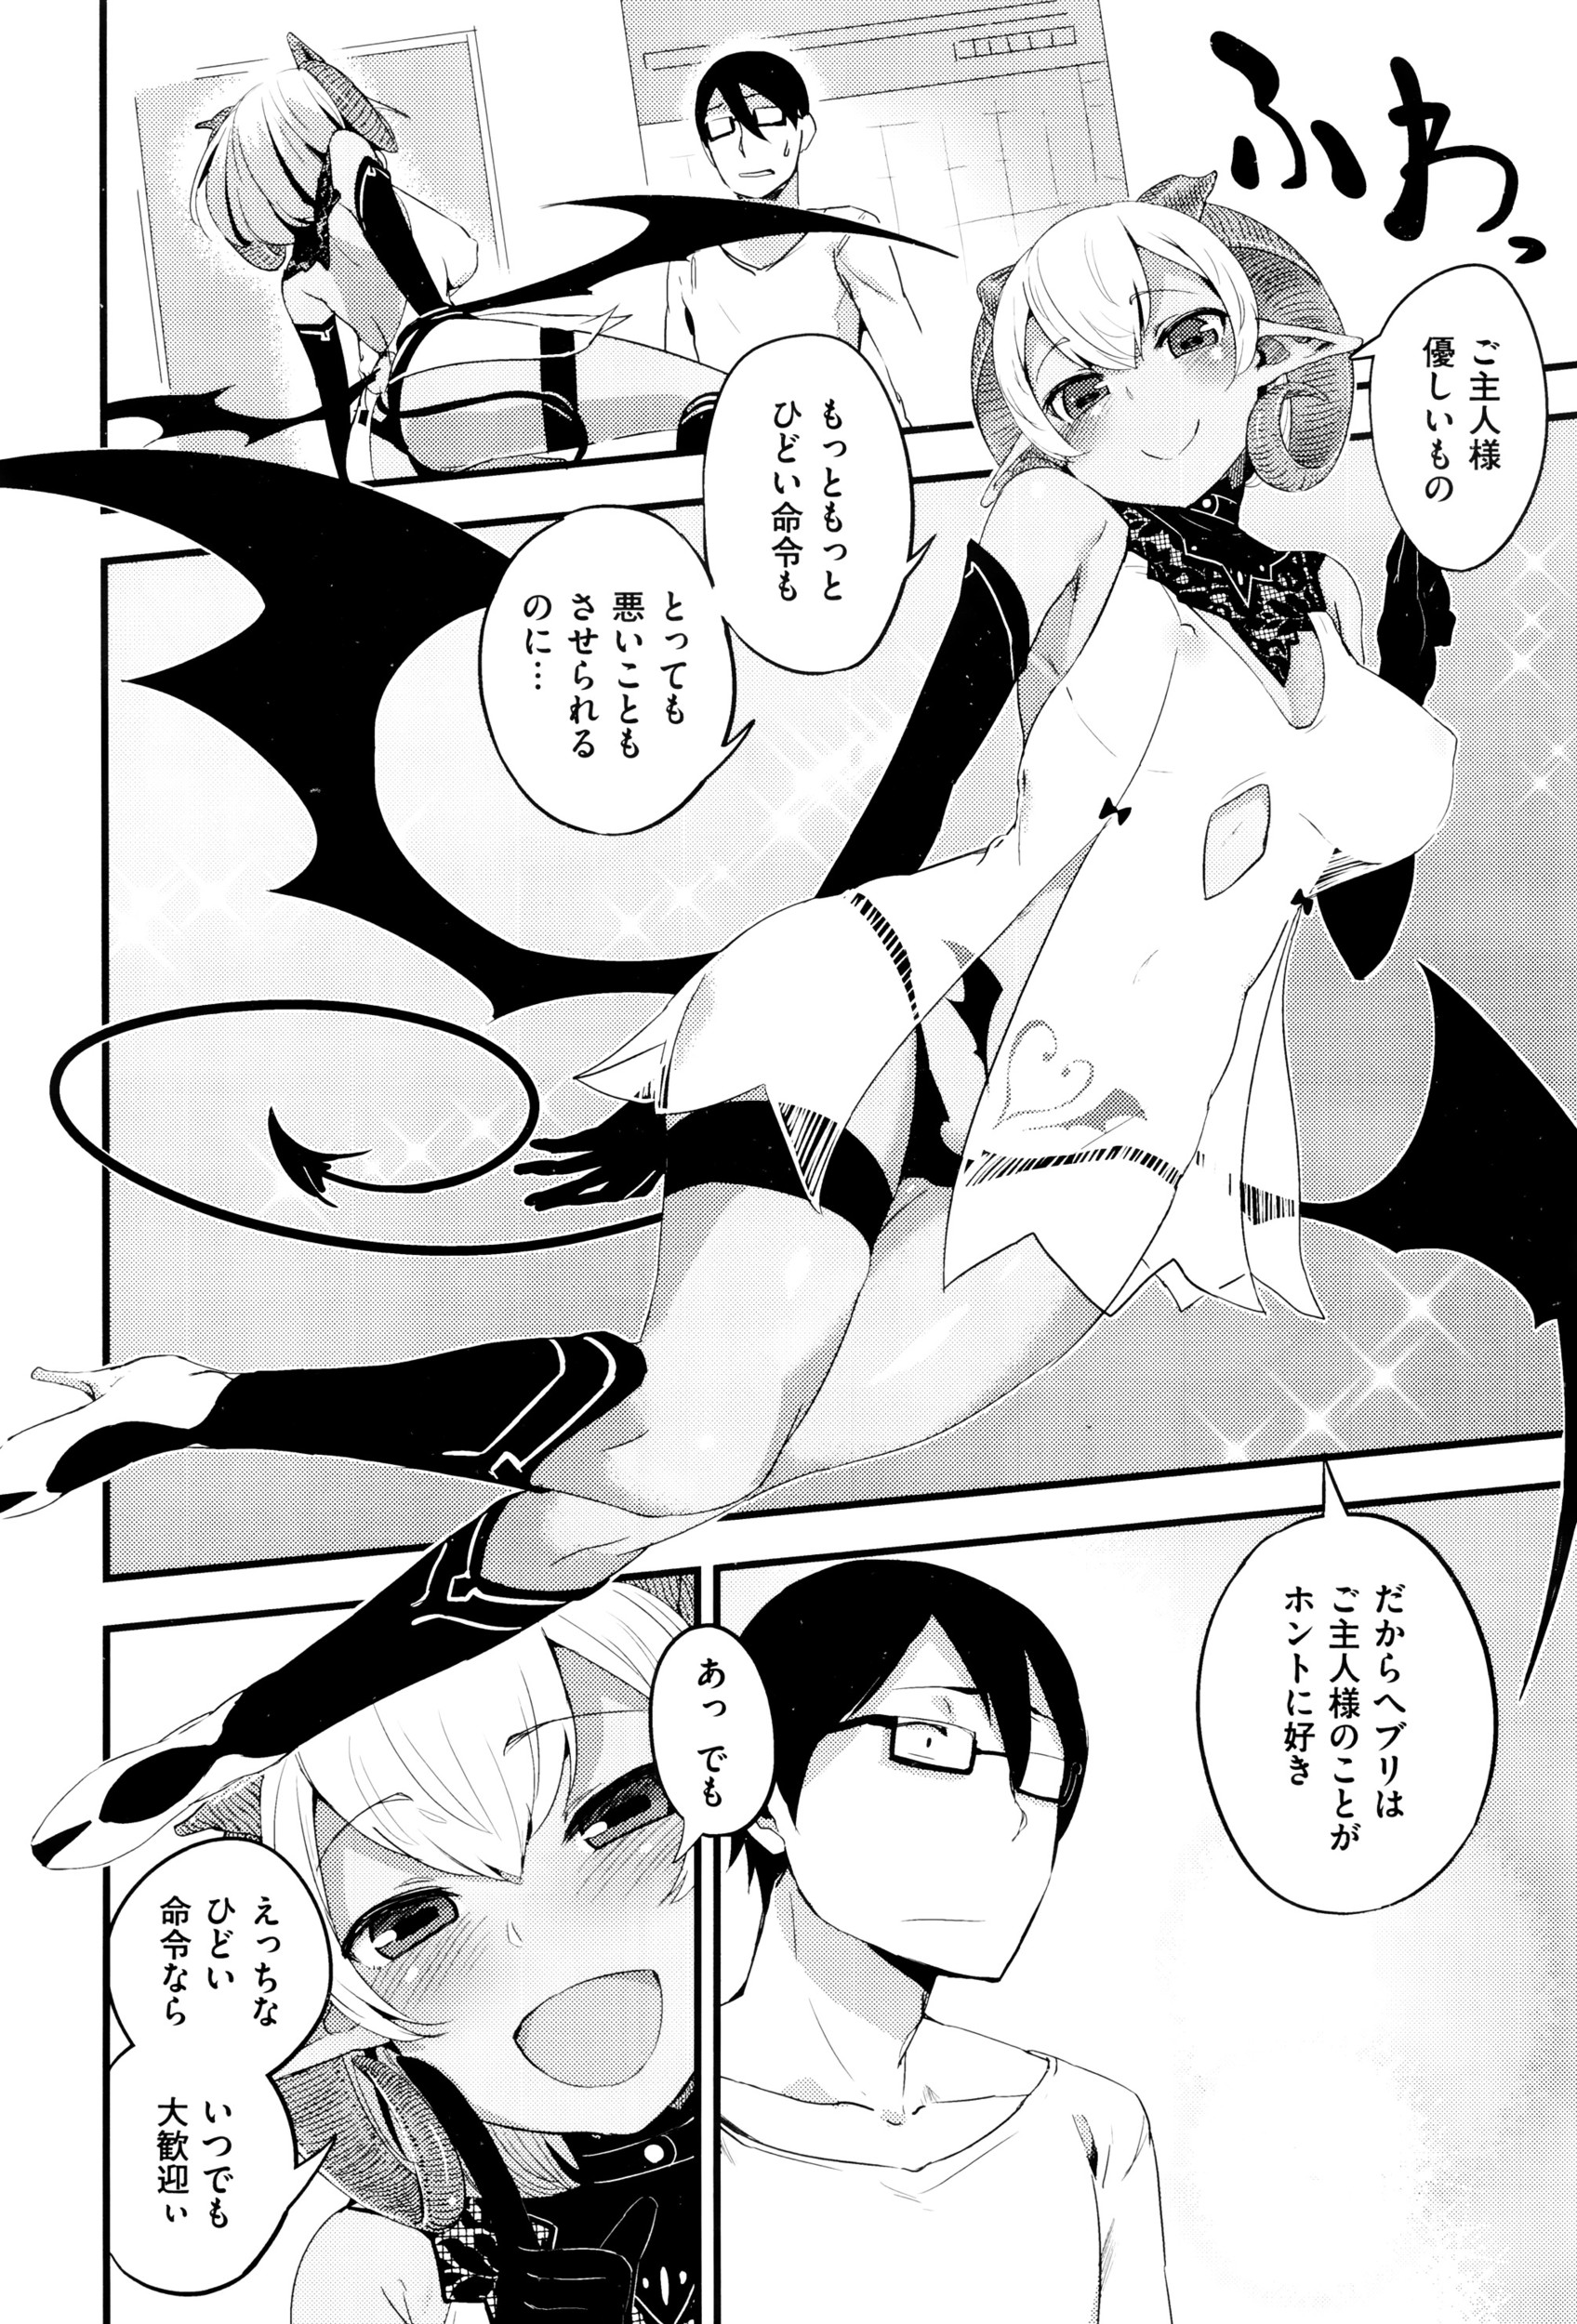 ふわっ
ご主人様
優しいもの
もっともっと
ひどい命令も
とっても
悪いことも
させられる
のに…
だからヘブリは
ご主人様のことが
ホントに好き
あっ でも
えっちな
ひどい
命令なら
いつでも
大歓迎ぃ